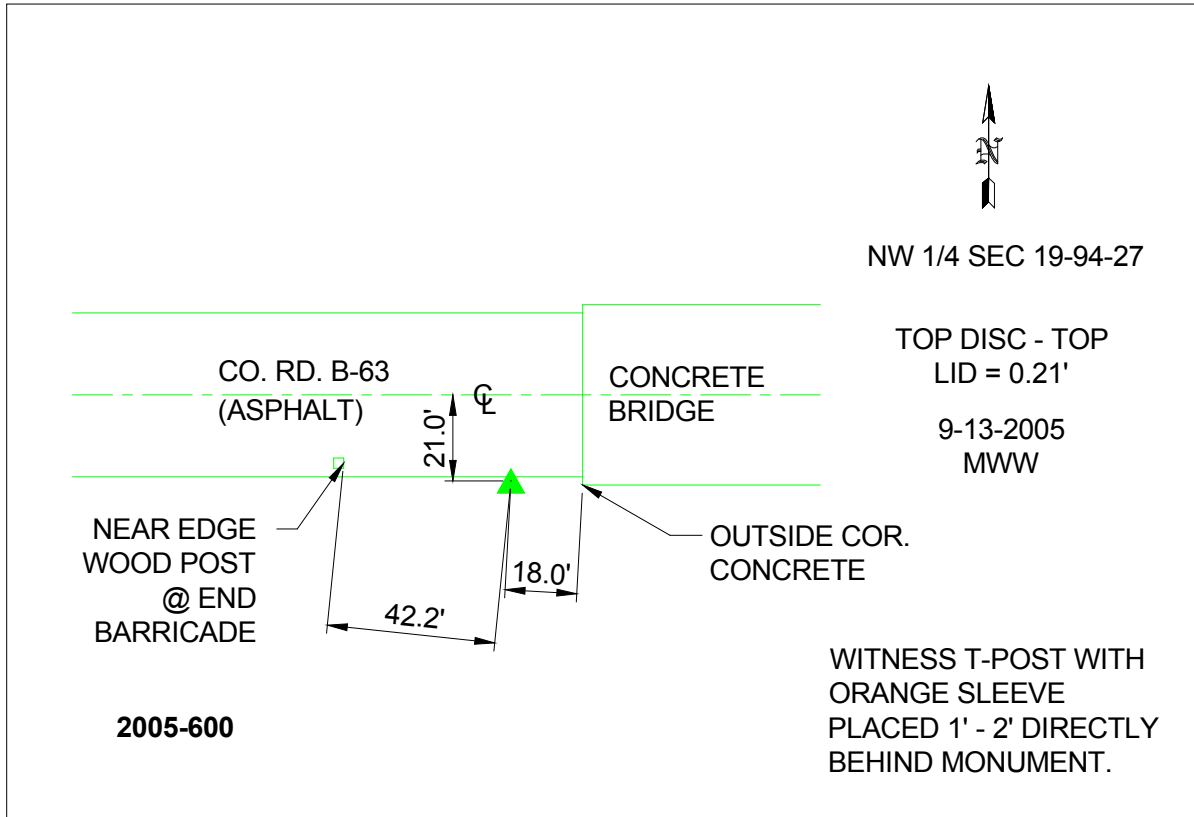 N
NW 1/4 SEC 19-94-27
TOP DISC - TOP
LID = 0.21'
9-13-2005
MWW
CO. RD. B-63
(ASPHALT)
℄
CONCRETE
BRIDGE
21.0'
NEAR EDGE
WOOD POST
@ END
BARRICADE
18.0'
42.2'
OUTSIDE COR.
CONCRETE
2005-600
WITNESS T-POST WITH
ORANGE SLEEVE
PLACED 1' - 2' DIRECTLY
BEHIND MONUMENT.